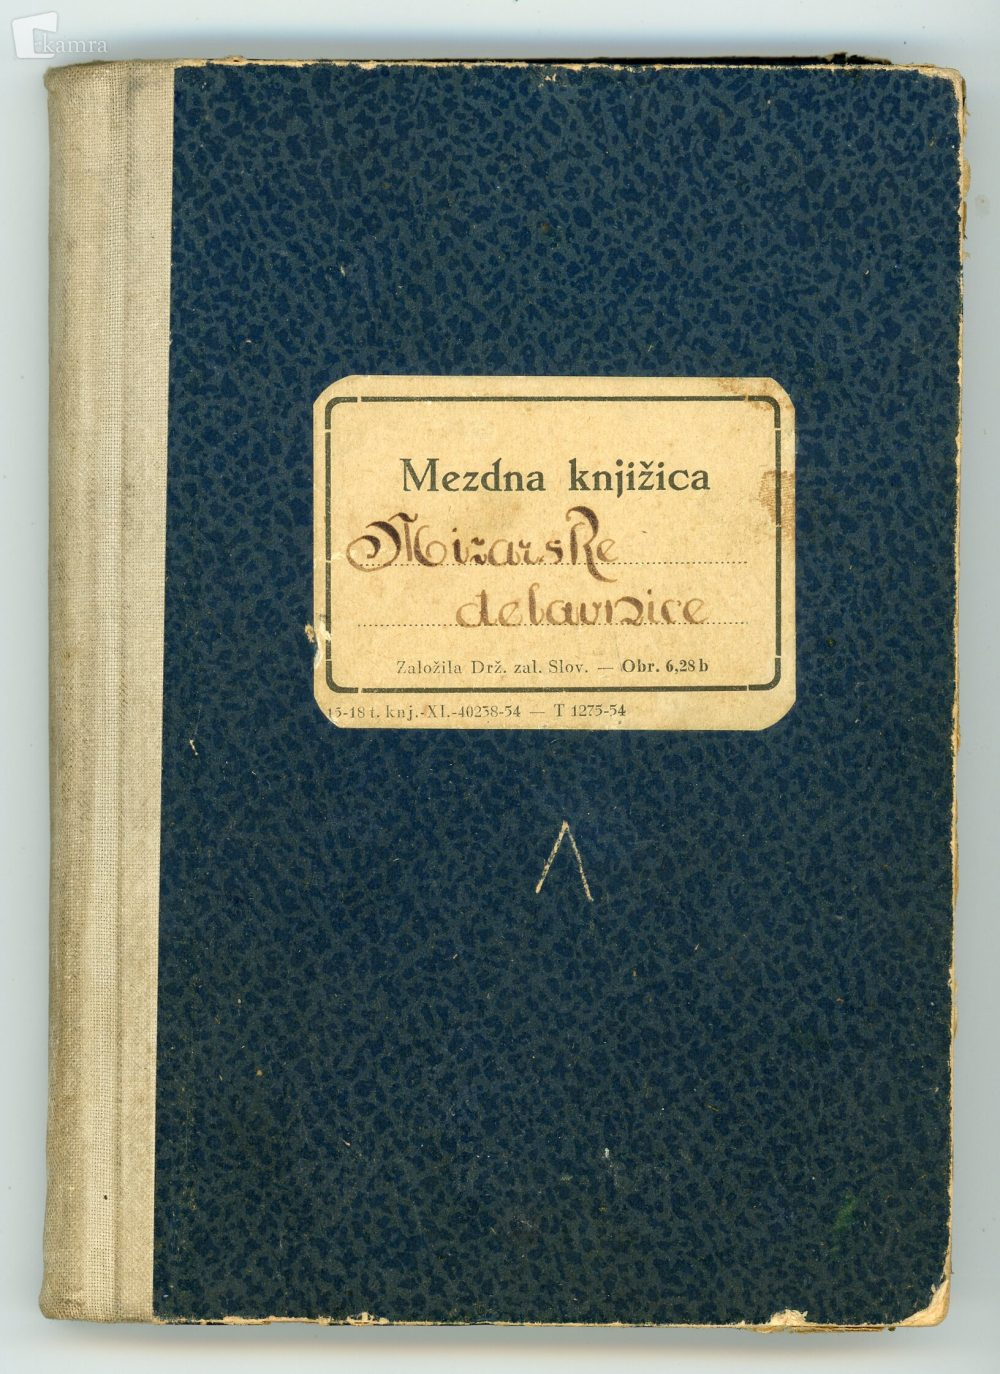 kamra
Mezdna knjižica
Mizarske
delavnice
Založila Drž. zal. Slov. — Obr. 6,28 b
15-18 t. knj.-XI.-40238-54 — T 1275-54